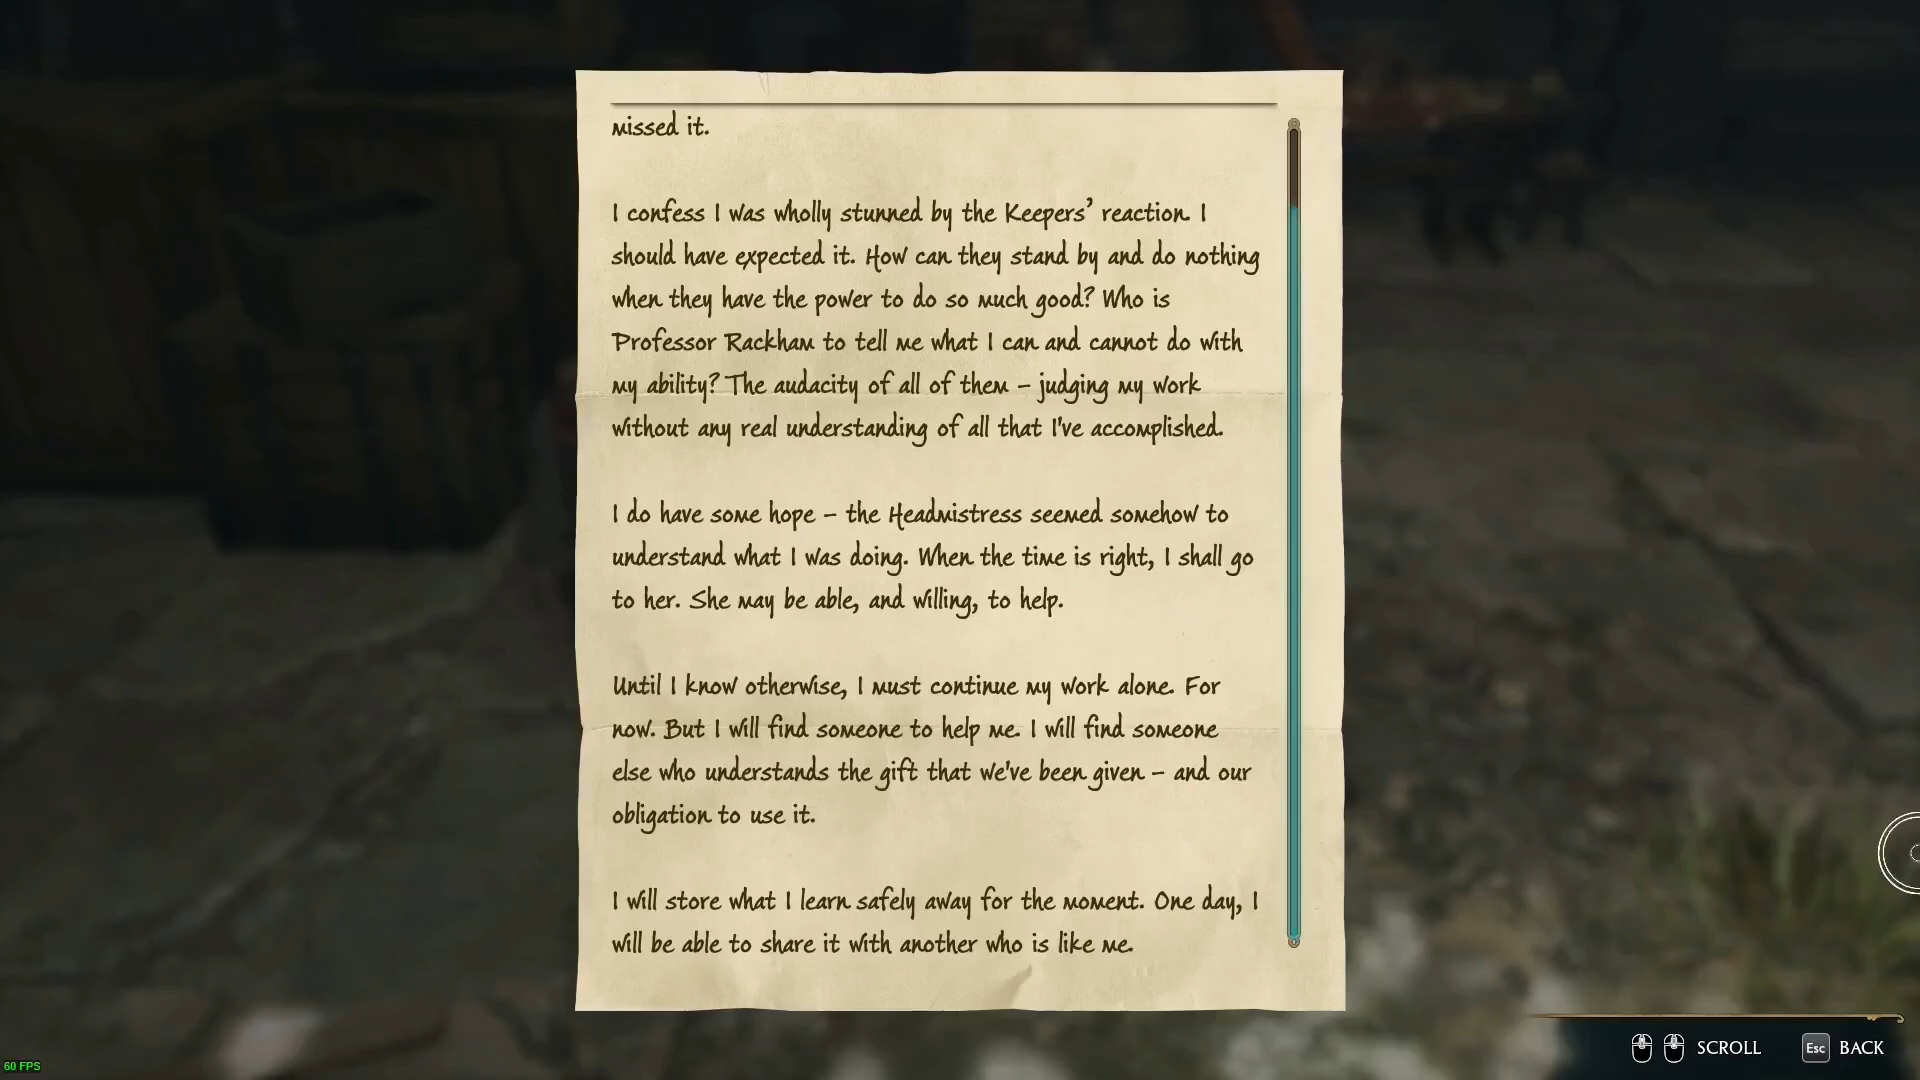 missed it.
I confess I was wholly stunned by the Keepers’ reaction. I
should have expected it. How can they stand by and do nothing
when they have the power to do so much good? Who is
Professor Rackham to tell me what I can and cannot do with
my ability? The audacity of all of them – judging my work
without any real understanding of all that I've accomplished.
I do have some hope – the Headmistress seemed somehow to
understand what I was doing. When the time is right, I shall go
to her. She may be able, and willing, to help.
Until I know otherwise, I must continue my work alone. For
now. But I will find someone to help me. I will find someone
else who understands the gift that we've been given – and our
obligation to use it.
I will store what I learn safely away for the moment. One day, I
will be able to share it with another who is like me.
SCROLL
Esc BACK
60 FPS